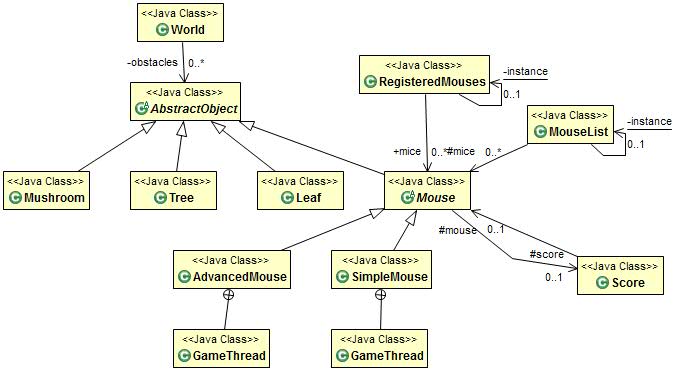 <<Java Class>>
World
-obstacles 0..*
<<Java Class>>
AbstractObject
<<Java Class>>
RegisteredMouses
-instance
0..1
<<Java Class>>
MouseList
-instance
0..1
+mice 0..*
#mice 0..*
<<Java Class>>
Mushroom
<<Java Class>>
Tree
<<Java Class>>
Leaf
<<Java Class>>
Mouse
#mouse
0..1
#score
0..1
<<Java Class>>
AdvancedMouse
<<Java Class>>
SimpleMouse
<<Java Class>>
Score
<<Java Class>>
GameThread
<<Java Class>>
GameThread